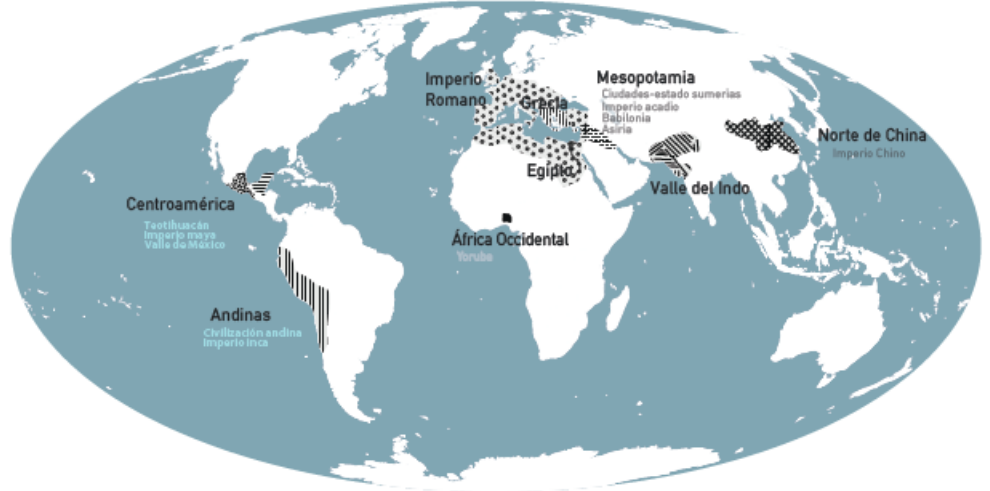 Imperio
Romano
Grecia
Mesopotamia
Ciudades-estado sumerias
Imperio acadio
Babilonia
Asiria
Egipto
Norte de China
Imperio Chino
Valle del Indo
Centroamérica
Teotihuacán
Imperio maya
Valle de México
África Occidental
Yoruba
Andinas
Civilización andina
Imperio inca